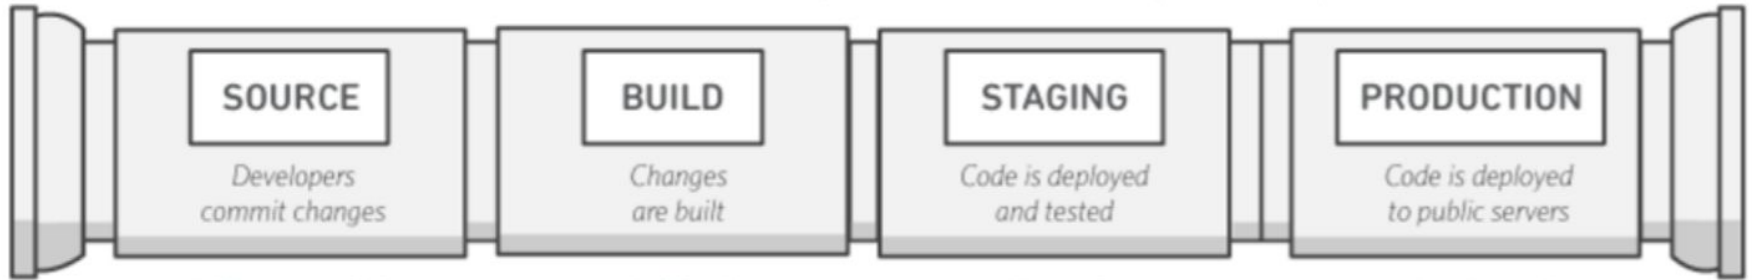 SOURCE
Developers
commit changes
BUILD
Changes
are built
STAGING
Code is deployed
and tested
PRODUCTION
Code is deployed
to public servers